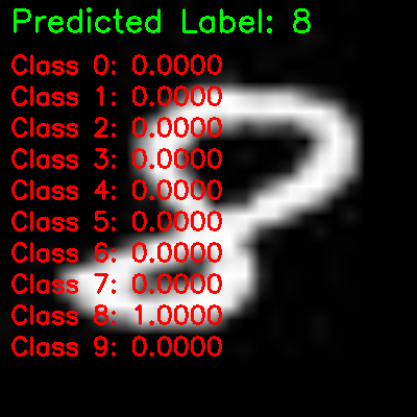 Predicted Label: 8
Class 0: 0.0000
Class 1: 0.0000
Class 2: 0.0000
Class 3: 0.0000
Class 4: 0.0000
Class 5: 0.0000
Class 6: 0.0000
Class 7: 0.0000
Class 8: 1.0000
Class 9: 0.0000
8